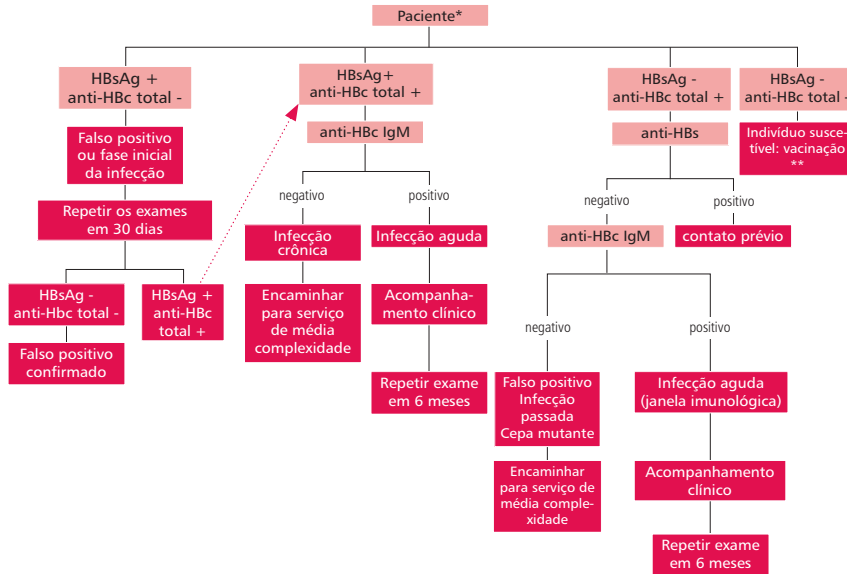 Paciente*
HBsAg +
anti-HBc total -
HBsAg+
anti-HBc total +
HBsAg -
anti-HBc total +
HBsAg -
anti-HBc total -
Falso positivo
ou fase inicial
da infecção
anti-HBc IgM
anti-HBs
Indivíduo susce-
tível: vacinação
**
negativo
positivo
negativo
positivo
Repetir os exames
em 30 dias
Infecção
crônica
Infecção aguda
anti-HBc IgM
contato prévio
HBsAg -
anti-Hbc total -
HBsAg +
anti-HBc
total +
Encaminhar
para serviço
de média
complexidade
Acompanha-
mento clínico
negativo
positivo
Falso positivo
confirmado
Repetir exame
em 6 meses
Falso positivo
Infecção
passada
Cepa mutante
Infecção aguda
(janela imunológica)
Encaminhar
para serviço de
média comple-
xidade
Acompanhamento
clínico
Repetir exame
em 6 meses